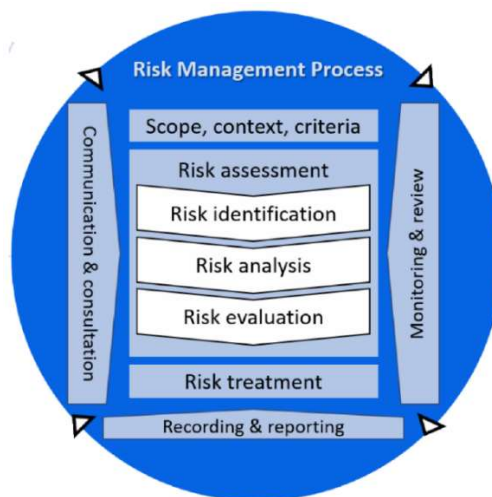 Risk Management Process
Scope, context, criteria
Risk assessment
Risk identification
Risk analysis
Risk evaluation
Risk treatment
Recording & reporting
Communication & consultation
Monitoring & review